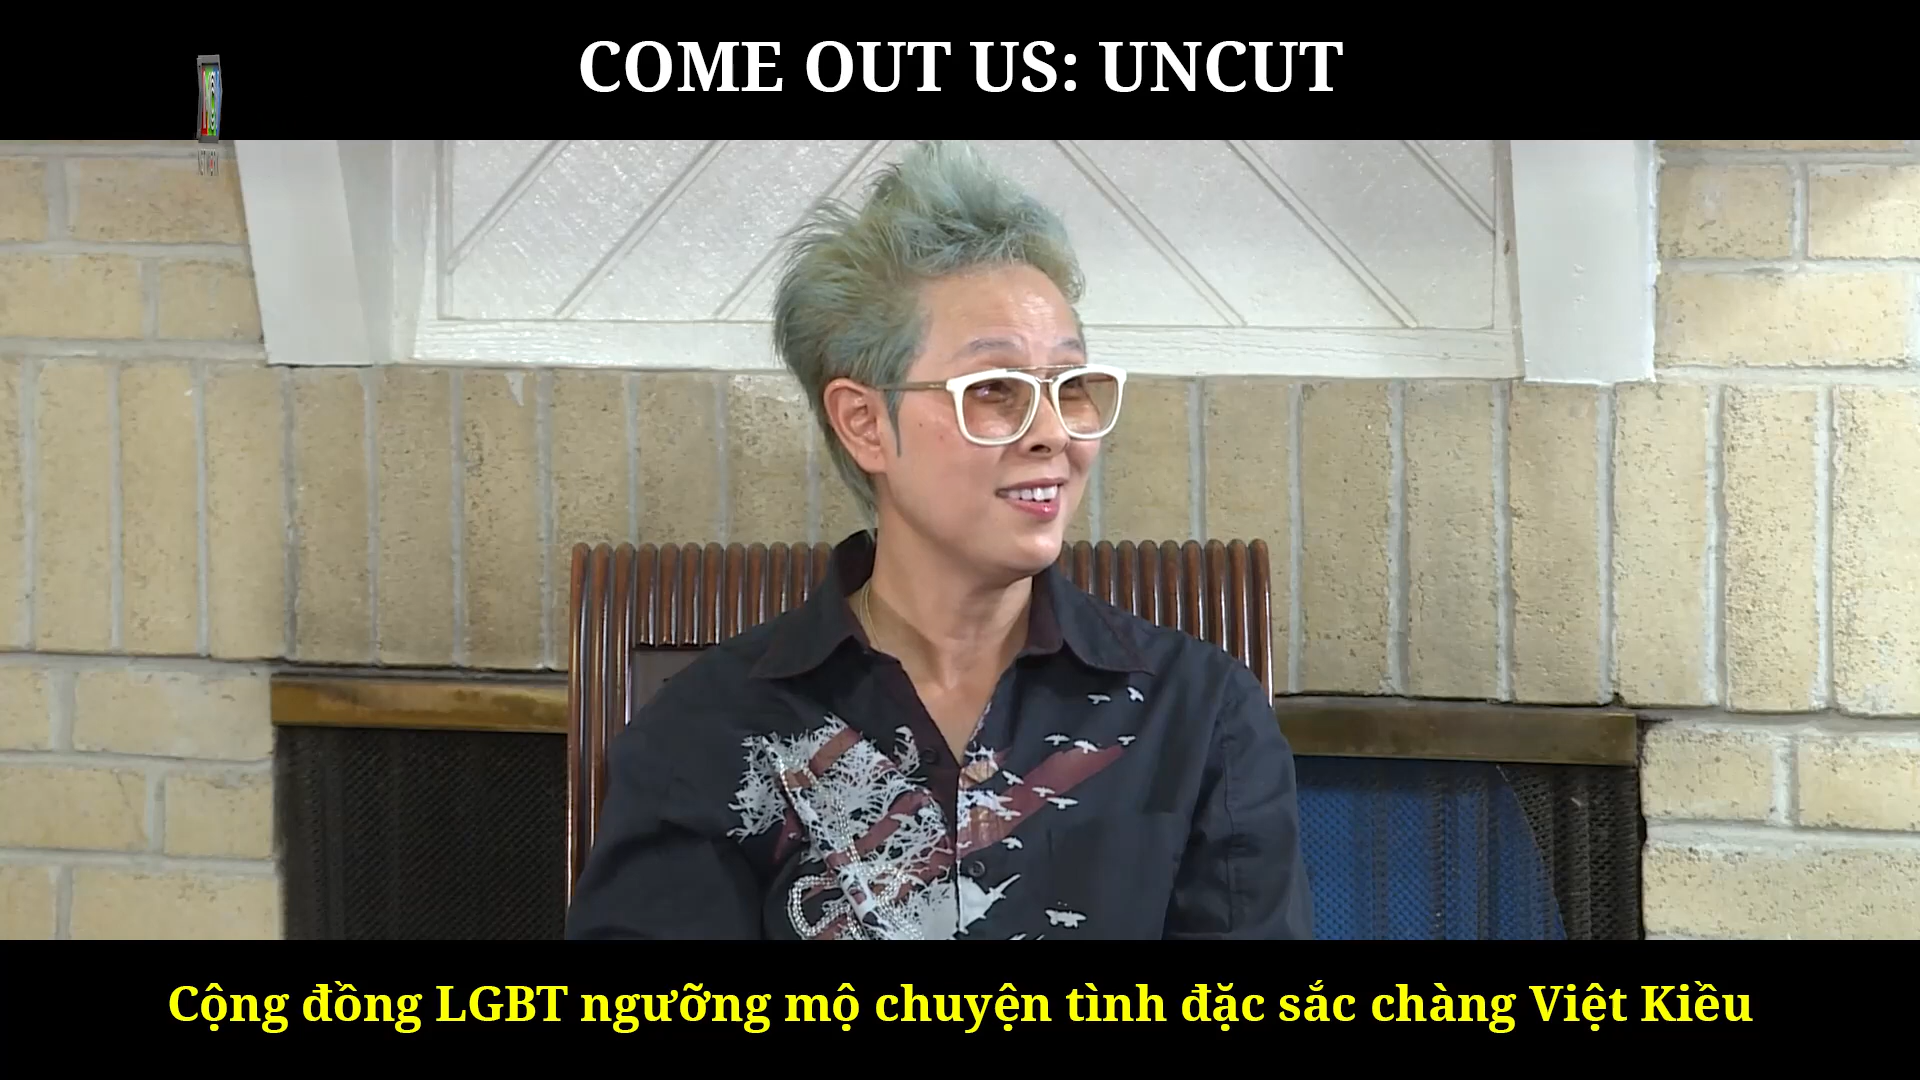 COME OUT US: UNCUT
Cộng đồng LGBT ngưỡng mộ chuyện tình đặc sắc chàng Việt Kiều